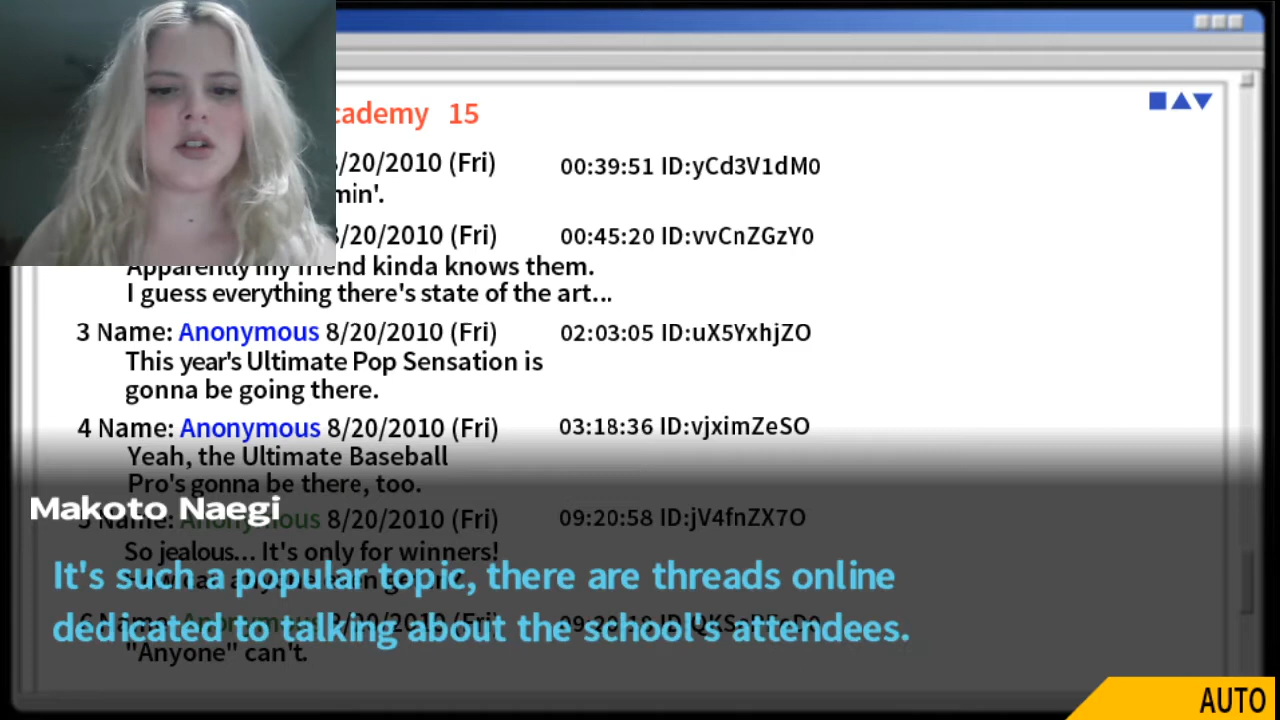 cademy 15
/20/2010 (Fri) 00:39:51 ID:yCd3V1dM0
min'.
/20/2010 (Fri) 00:45:20 ID:vvCnZGzY0
Apparently my friend kinda knows them.
I guess everything there's state of the art...
3 Name: Anonymous 8/20/2010 (Fri) 02:03:05 ID:uX5YxhjZO
This year's Ultimate Pop Sensation is
gonna be going there.
4 Name: Anonymous 8/20/2010 (Fri) 03:18:36 ID:vjximZeSO
Yeah, the Ultimate Baseball
Pro's gonna be there, too.
Makoto Naegi
5 Name: Anonymous 8/20/2010 (Fri) 09:20:58 ID:jV4fnZX7O
So jealous... It's only for winners!
It's such a popular topic, there are threads online
dedicated to talking about the school's attendees.
"Anyone" can't.
AUTO